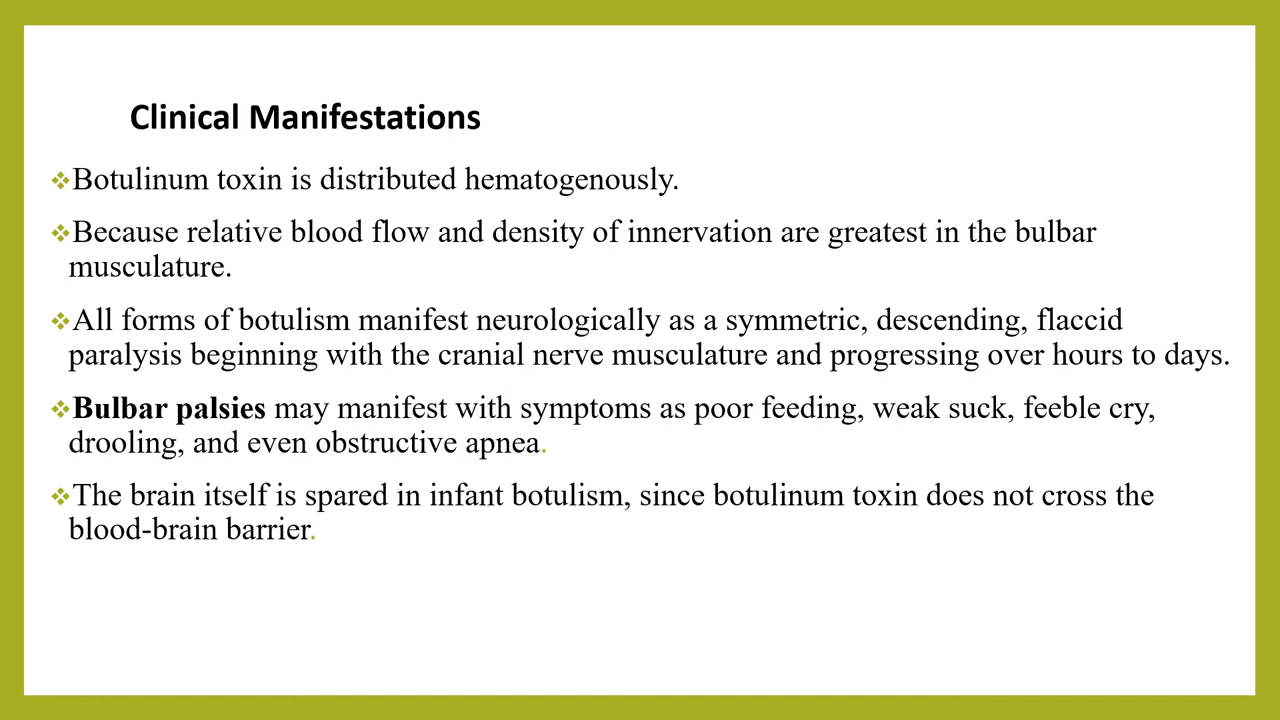 Clinical Manifestations
❖Botulinum toxin is distributed hematogenously.
❖Because relative blood flow and density of innervation are greatest in the bulbar
musculature.
❖All forms of botulism manifest neurologically as a symmetric, descending, flaccid
paralysis beginning with the cranial nerve musculature and progressing over hours to days.
❖Bulbar palsies may manifest with symptoms as poor feeding, weak suck, feeble cry,
drooling, and even obstructive apnea.
❖The brain itself is spared in infant botulism, since botulinum toxin does not cross the
blood-brain barrier.